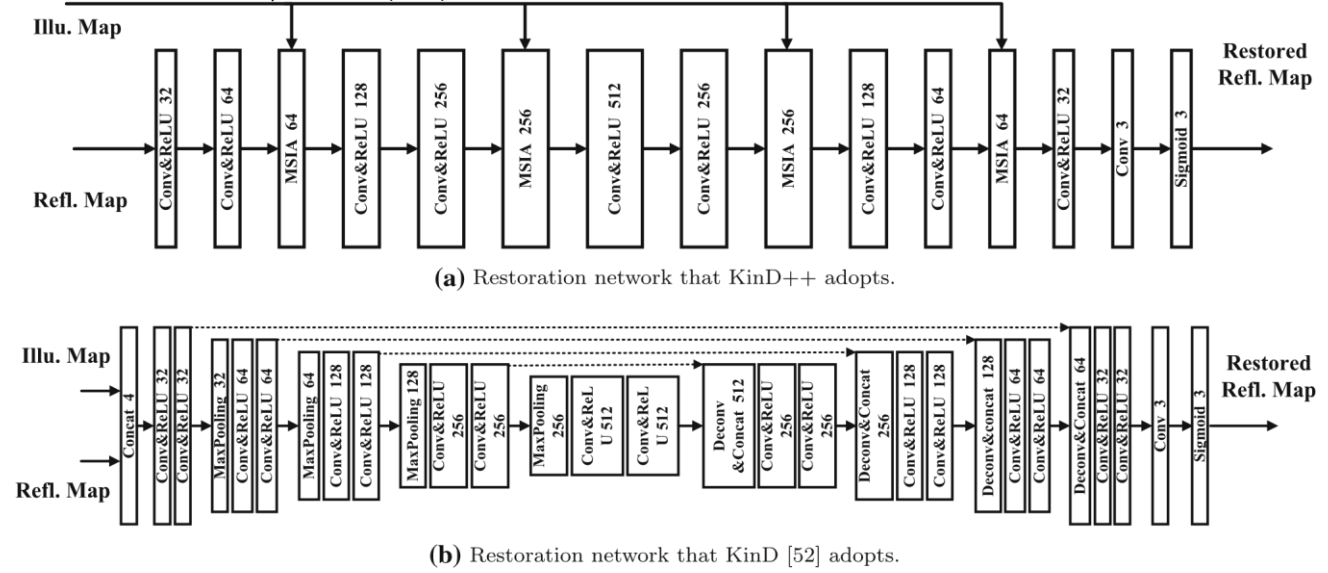 Illu. Map
Refl. Map
Conv&ReLU 32
Conv&ReLU 64
MSIA 64
Conv&ReLU 128
Conv&ReLU 256
MSIA 256
Conv&ReLU 512
Conv&ReLU 256
MSIA 256
Conv&ReLU 128
Conv&ReLU 64
MSIA 64
Conv&ReLU 32
Conv 3
Sigmoid 3
Restored
Refl. Map
(a) Restoration network that KinD++ adopts.
Illu. Map
Refl. Map
Concat 4
Conv&ReLU 32
Conv&ReLU 32
MaxPooling 32
Conv&ReLU 64
Conv&ReLU 64
MaxPooling 64
Conv&ReLU 128
Conv&ReLU 128
MaxPooling 128
Conv&ReLU
256
Conv&ReLU
256
MaxPooling
256
Conv&ReL
U 512
Conv&ReL
U 512
Deconv
&Concat 512
Conv&ReLU
256
Conv&ReLU
256
Deconv&Concat
256
Conv&ReLU 128
Conv&ReLU 128
Deconv&concat 128
Conv&ReLU 64
Conv&ReLU 64
Deconv&Concat 64
Conv&ReLU 32
Conv&ReLU 32
Conv 3
Sigmoid 3
Restored
Refl. Map
(b) Restoration network that KinD [52] adopts.